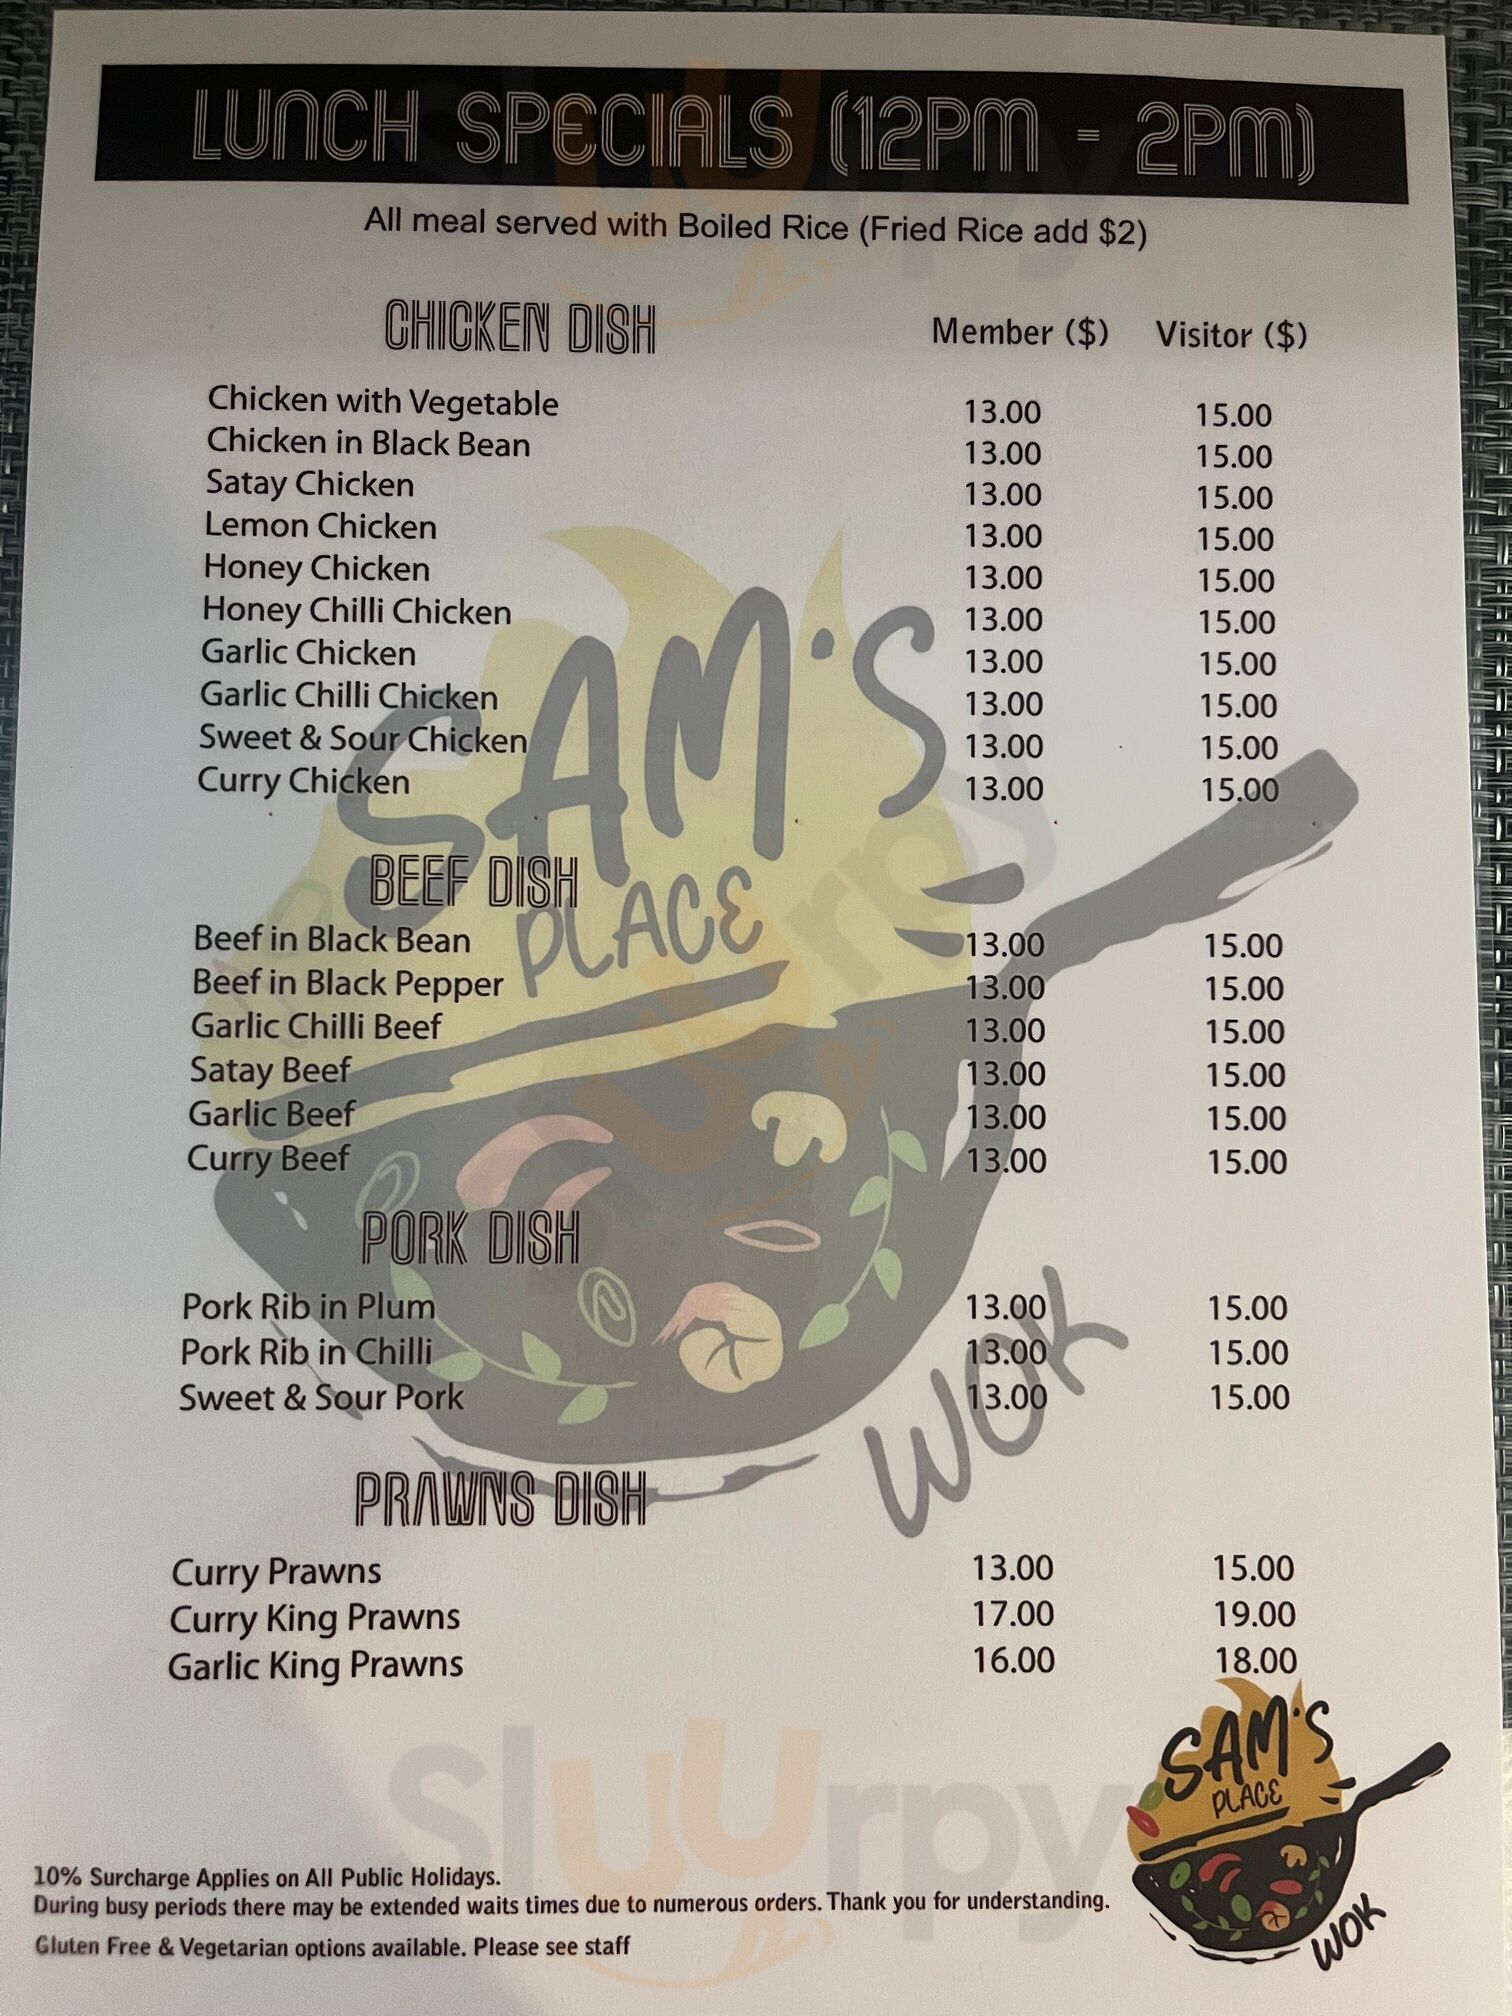 LUNCH SPECIALS (12PM - 2PM)
All meal served with Boiled Rice (Fried Rice add $2)
CHICKEN DISH Member ($) Visitor ($)
Chicken with Vegetable 13.00 15.00
Chicken in Black Bean 13.00 15.00
Satay Chicken 13.00 15.00
Lemon Chicken 13.00 15.00
Honey Chicken 13.00 15.00
Honey Chilli Chicken 13.00 15.00
Garlic Chicken 13.00 15.00
Garlic Chilli Chicken 13.00 15.00
Sweet & Sour Chicken 13.00 15.00
Curry Chicken 13.00 15.00
SAM'S
PLACE
WOK
BEEF DISH
Beef in Black Bean 13.00 15.00
Beef in Black Pepper 13.00 15.00
Garlic Chilli Beef 13.00 15.00
Satay Beef 13.00 15.00
Garlic Beef 13.00 15.00
Curry Beef 13.00 15.00
PORK DISH
Pork Rib in Plum 13.00 15.00
Pork Rib in Chilli 13.00 15.00
Sweet & Sour Pork 13.00 15.00
PRAWNS DISH
Curry Prawns 13.00 15.00
Curry King Prawns 17.00 19.00
Garlic King Prawns 16.00 18.00
SAM'S
PLACE
WOK
10% Surcharge Applies on All Public Holidays.
During busy periods there may be extended waits times due to numerous orders. Thank you for understanding.
Gluten Free & Vegetarian options available. Please see staff
Sluurpy
Sluurpy
Sluurpy